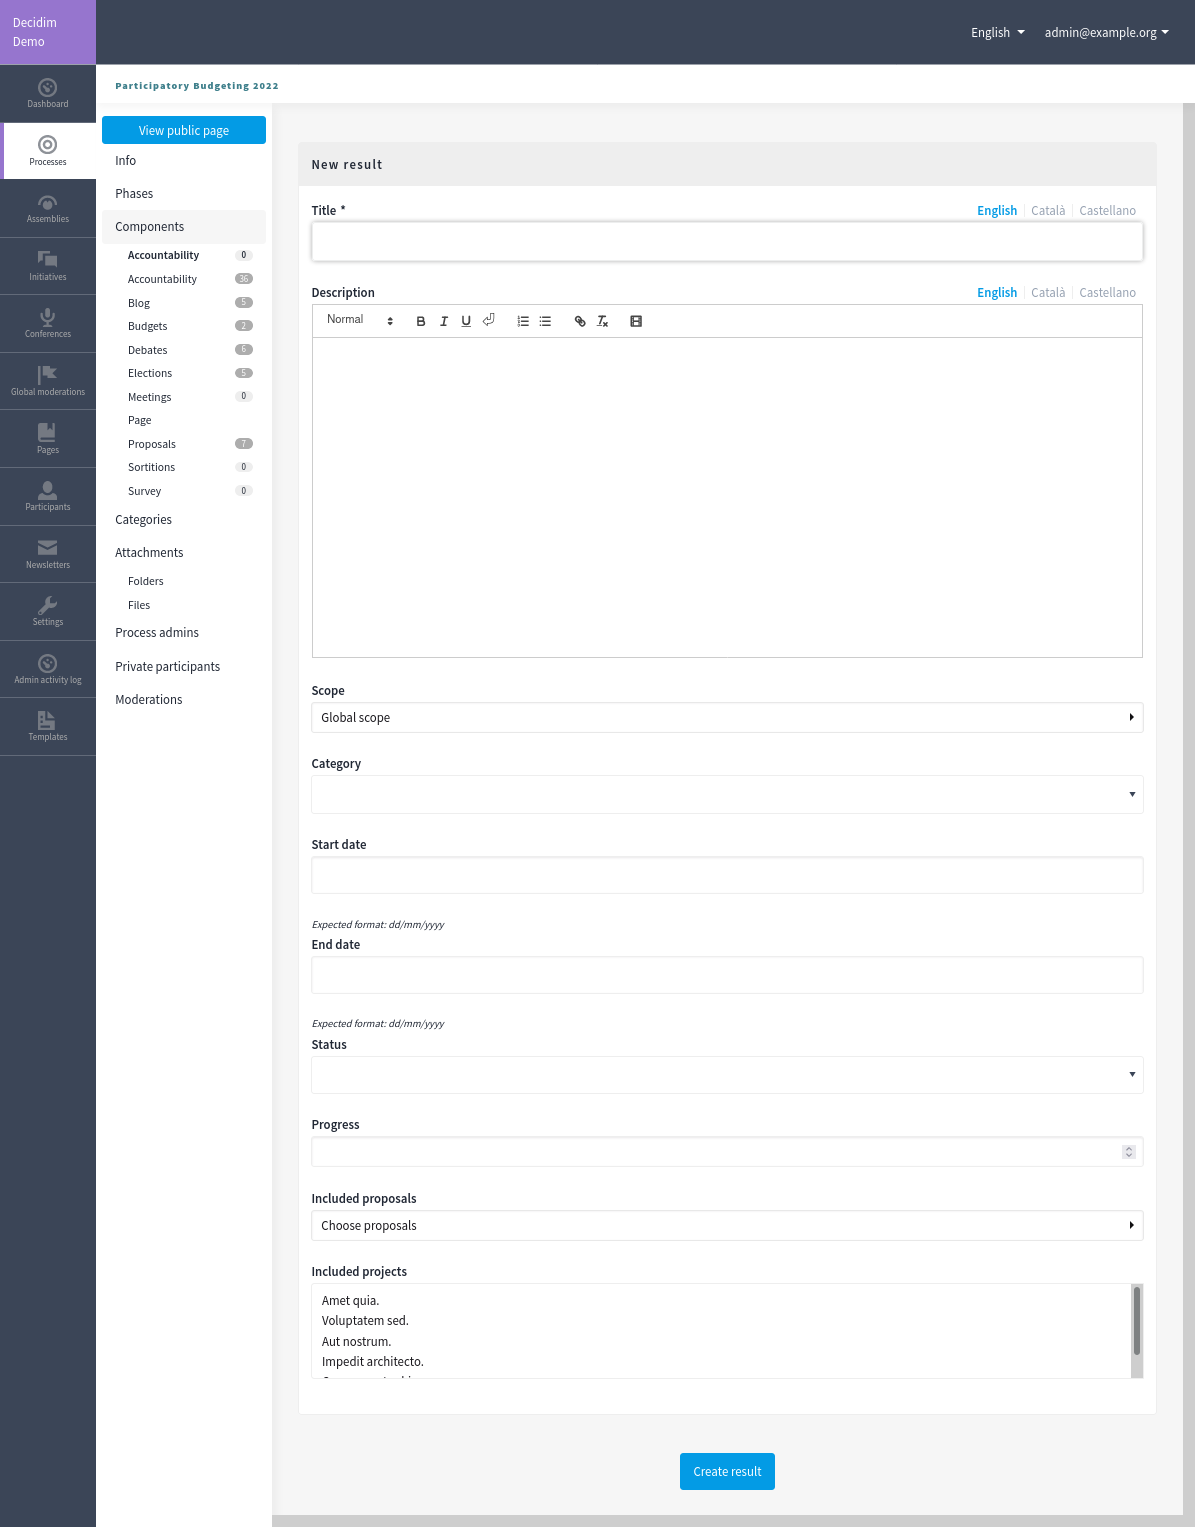 Decidim
Demo
English
admin@example.org
Participatory Budgeting 2022
Dashboard
Processes
Assemblies
Initiatives
Conferences
Global moderations
Pages
Participants
Newsletters
Settings
Admin activity log
Templates
View public page
Info
Phases
Components
Accountability 0
Accountability 36
Blog 5
Budgets 2
Debates 6
Elections 5
Meetings 0
Page
Proposals 7
Sortitions 0
Survey 0
Categories
Attachments
Folders
Files
Process admins
Private participants
Moderations
New result
Title * English Català Castellano
Description English Català Castellano
Normal B I U
Scope
Global scope
Category
Start date
Expected format: dd/mm/yyyy
End date
Expected format: dd/mm/yyyy
Status
Progress
Included proposals
Choose proposals
Included projects
Amet quia.
Voluptatem sed.
Aut nostrum.
Impedit architecto.
Create result